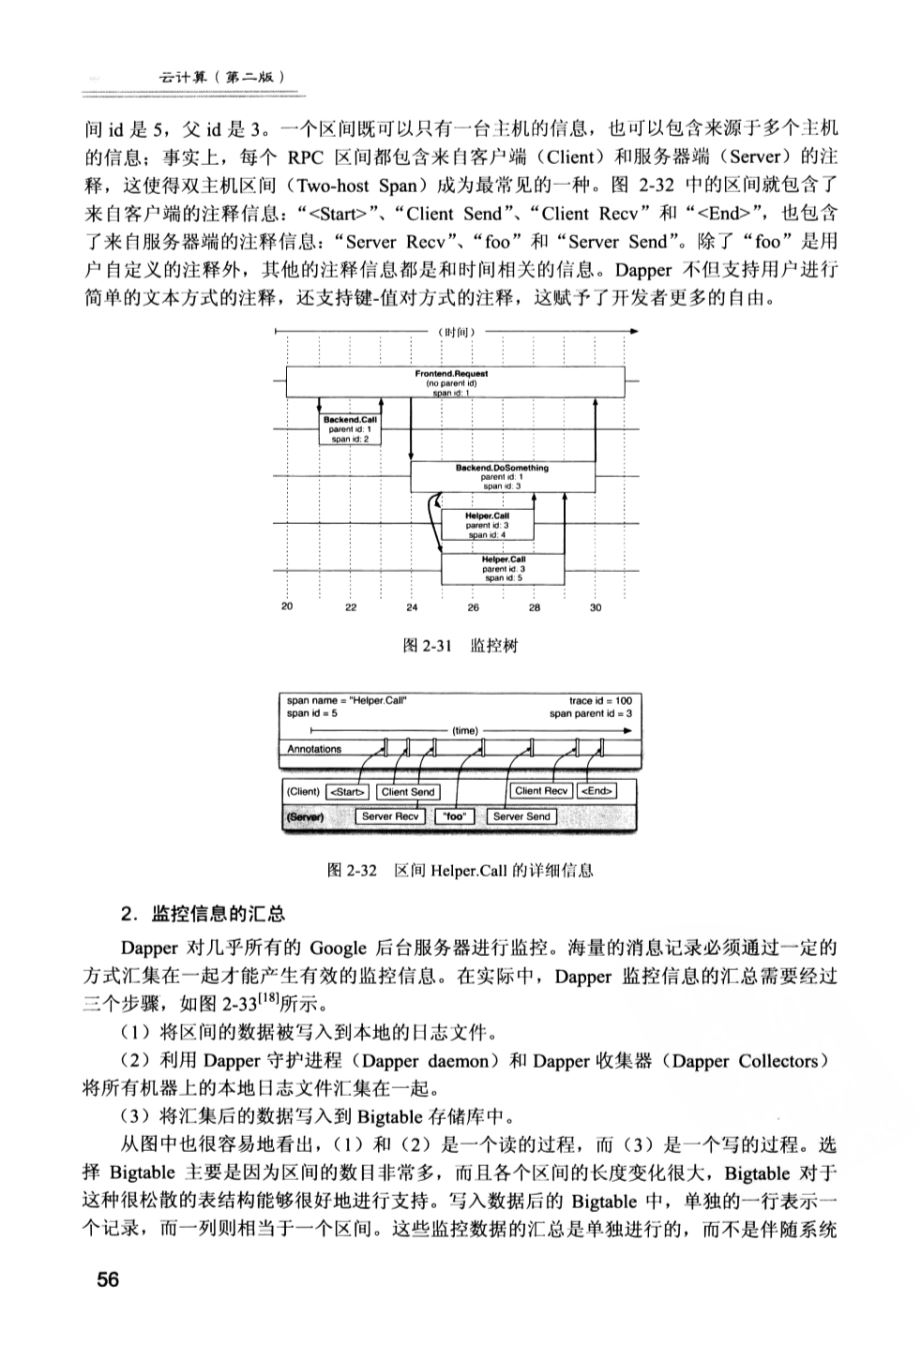 云计算（第二版）
间 id 是 5，父 id 是 3。一个区间既可以只有一台主机的信息，也可以包含来源于多个主机
的信息；事实上，每个 RPC 区间都包含来自客户端（Client）和服务器端（Server）的注
释，这使得双主机区间（Two-host Span）成为最常见的一种。图 2-32 中的区间就包含了
来自客户端的注释信息：“<Start>”、“Client Send”、“Client Recv” 和 “<End>”，也包含
了来自服务器端的注释信息：“Server Recv”、“foo” 和 “Server Send”。除了 “foo” 是用
户自定义的注释外，其他的注释信息都是和时间相关的信息。Dapper 不但支持用户进行
简单的文本方式的注释，还支持键-值对方式的注释，这赋予了开发者更多的自由。
（时间）
Frontend.Request
(no parent id)
span id: 1
Backend.Call
parent id: 1
span id: 2
Backend.DoSomething
parent id: 1
span id: 3
Helper.Call
parent id: 3
span id: 4
Helper.Call
parent id. 3
span id: 5
20 22 24 26 28 30
图 2-31 监控树
span name = "Helper.Call" trace id = 100
span id = 5 span parent id = 3
(time)
Annotations
(Client) <Start> Client Send Client Recv <End>
(Server) Server Recv "foo" Server Send
图 2-32 区间 Helper.Call 的详细信息
2．监控信息的汇总
Dapper 对几乎所有的 Google 后台服务器进行监控。海量的消息记录必须通过一定的
方式汇集在一起才能产生有效的监控信息。在实际中，Dapper 监控信息的汇总需要经过
三个步骤，如图 2-33[18]所示。
（1）将区间的数据被写入到本地的日志文件。
（2）利用 Dapper 守护进程（Dapper daemon）和 Dapper 收集器（Dapper Collectors）
将所有机器上的本地日志文件汇集在一起。
（3）将汇集后的数据写入到 Bigtable 存储库中。
从图中也很容易地看出，（1）和（2）是一个读的过程，而（3）是一个写的过程。选
择 Bigtable 主要是因为区间的数目非常多，而且各个区间的长度变化很大，Bigtable 对于
这种很松散的表结构能够很好地进行支持。写入数据后的 Bigtable 中，单独的一行表示一
个记录，而一列则相当于一个区间。这些监控数据的汇总是单独进行的，而不是伴随系统
56